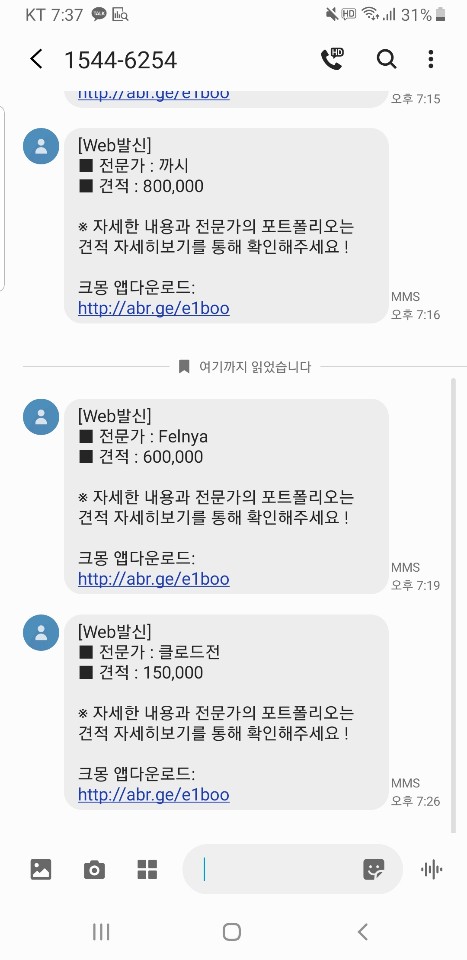 KT 7:37
31%
1544-6254
http://abr.ge/e1boo
오후 7:15
[Web발신]
■ 전문가 : 까시
■ 견적 : 800,000
※ 자세한 내용과 전문가의 포트폴리오는
견적 자세히보기를 통해 확인해주세요 !
크몽 앱다운로드:
http://abr.ge/e1boo
MMS
오후 7:16
여기까지 읽었습니다
[Web발신]
■ 전문가 : Felnya
■ 견적 : 600,000
※ 자세한 내용과 전문가의 포트폴리오는
견적 자세히보기를 통해 확인해주세요 !
크몽 앱다운로드:
http://abr.ge/e1boo
MMS
오후 7:19
[Web발신]
■ 전문가 : 클로드전
■ 견적 : 150,000
※ 자세한 내용과 전문가의 포트폴리오는
견적 자세히보기를 통해 확인해주세요 !
크몽 앱다운로드:
http://abr.ge/e1boo
MMS
오후 7:26